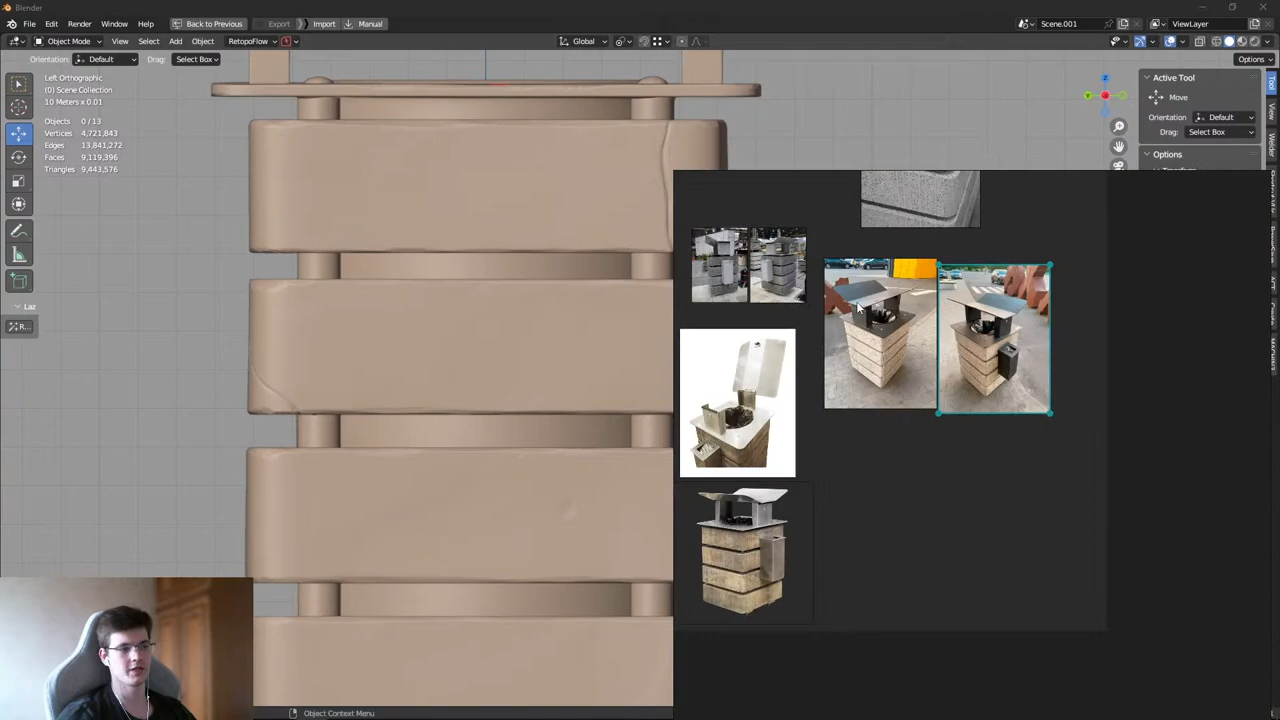 Blender
File Edit Render Window Help Back to Previous Export Import Manual Scene.001 ViewLayer
Object Mode View Select Add Object RetopoFlow Global
Orientation: Default Drag: Select Box Options
Left Orthographic
(0) Scene Collection
10 Meters x 0.01
Objects 0 / 13
Vertices 4,721,843
Edges 13,841,272
Faces 9,119,396
Triangles 9,443,576
Laz
R...
Z
Y
Active Tool
Move
Orientation Default
Drag: Select Box
Options
Tool
View
Object Context Menu